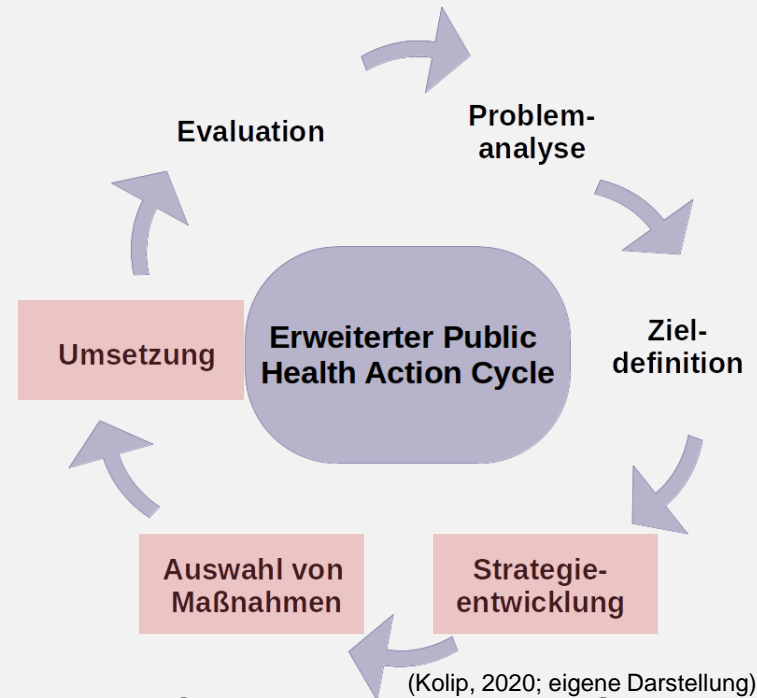 Evaluation
Problem-
analyse
Ziel-
definition
Umsetzung
Erweiterter Public
Health Action Cycle
Auswahl von
Maßnahmen
Strategie-
entwicklung
(Kolip, 2020; eigene Darstellung)